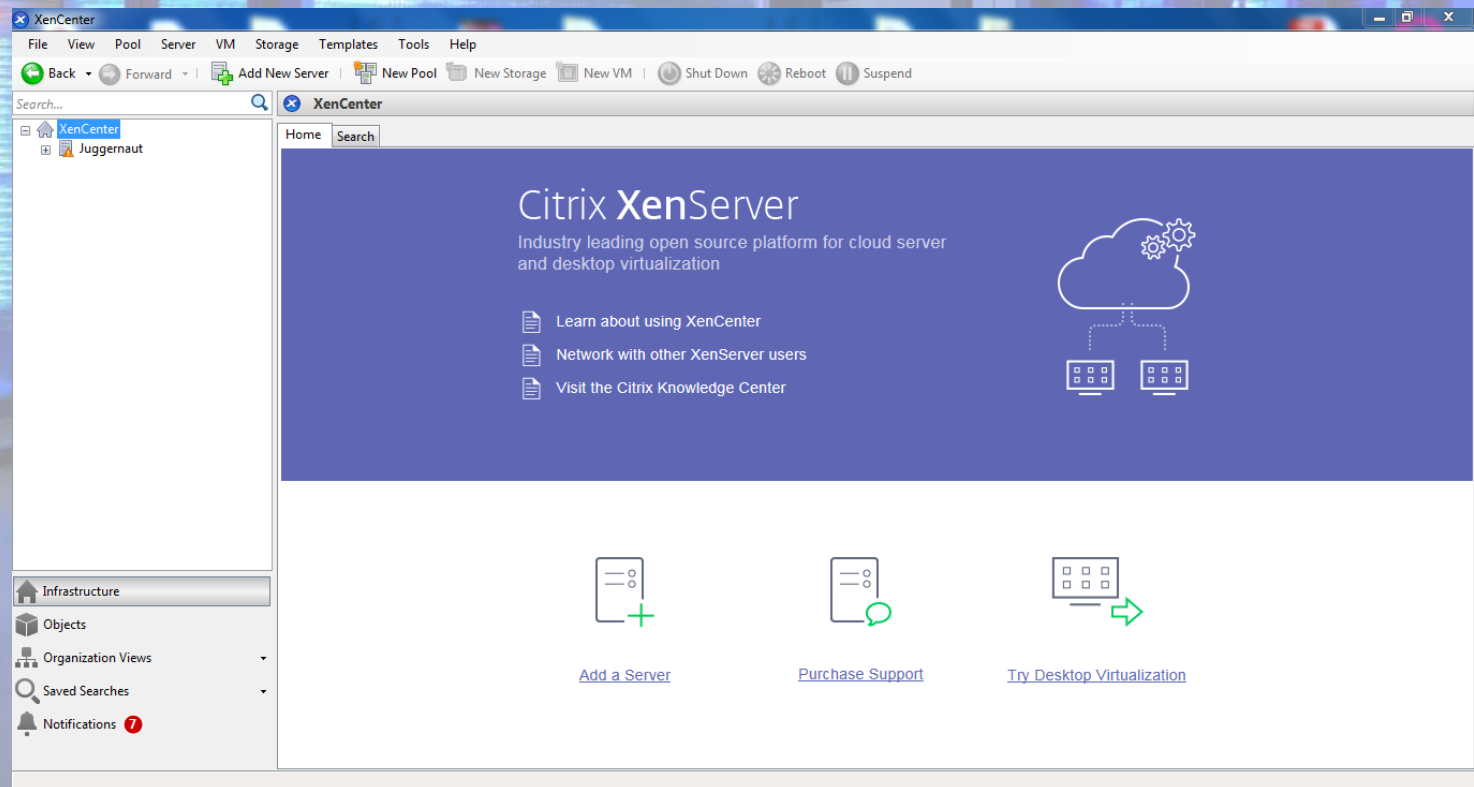 XenCenter
File View Pool Server VM Storage Templates Tools Help
Back Forward Add New Server New Pool New Storage New VM Shut Down Reboot Suspend
Search...
XenCenter
XenCenter
Juggernaut
Home Search
Citrix XenServer
Industry leading open source platform for cloud server
and desktop virtualization
Learn about using XenCenter
Network with other XenServer users
Visit the Citrix Knowledge Center
Infrastructure
Objects
Organization Views
Saved Searches
Notifications 7
Add a Server
Purchase Support
Try Desktop Virtualization